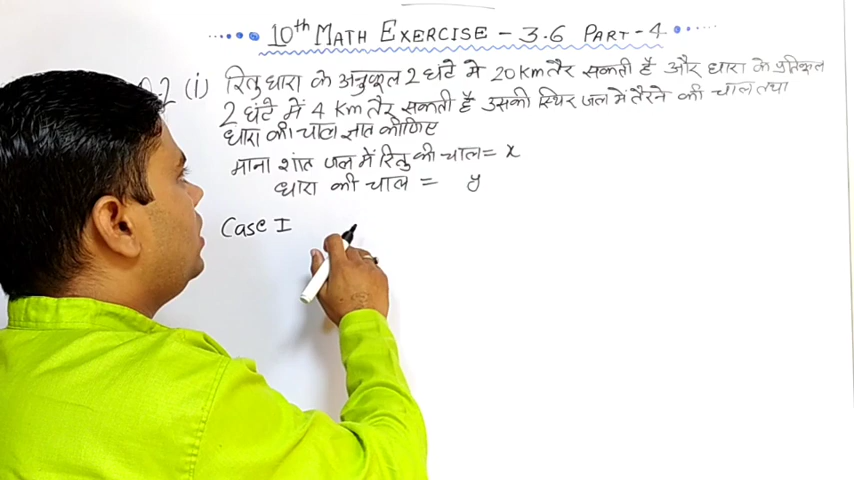 10th MATH EXERCISE - 3.6 PART - 4
Q.2 (i) रितु धारा के अनुकूल 2 घंटे में 20 Km तैर सकती है और धारा के प्रतिकूल
2 घंटे में 4 Km तैर सकती है उसकी स्थिर जल में तैरने की चाल तथा
धारा की चाल ज्ञात कीजिए
माना शांत जल में रितु की चाल = x
धारा की चाल = y
Case I